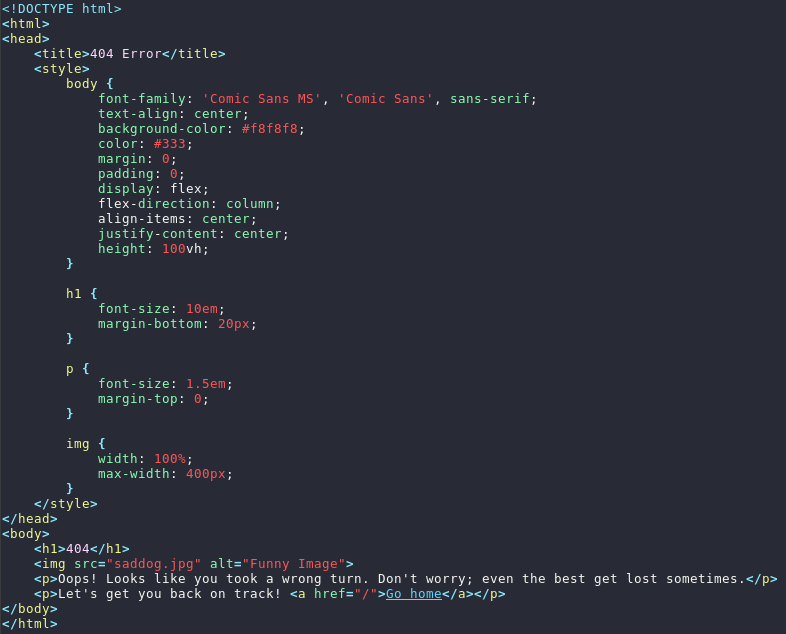 <!DOCTYPE html>
<html>
<head>
    <title>404 Error</title>
    <style>
        body {
            font-family: 'Comic Sans MS', 'Comic Sans', sans-serif;
            text-align: center;
            background-color: #f8f8f8;
            color: #333;
            margin: 0;
            padding: 0;
            display: flex;
            flex-direction: column;
            align-items: center;
            justify-content: center;
            height: 100vh;
        }

        h1 {
            font-size: 10em;
            margin-bottom: 20px;
        }

        p {
            font-size: 1.5em;
            margin-top: 0;
        }

        img {
            width: 100%;
            max-width: 400px;
        }
    </style>
</head>
<body>
    <h1>404</h1>
    <img src="saddog.jpg" alt="Funny Image">
    <p>Oops! Looks like you took a wrong turn. Don't worry; even the best get lost sometimes.</p>
    <p>Let's get you back on track! <a href="/">Go home</a></p>
</body>
</html>